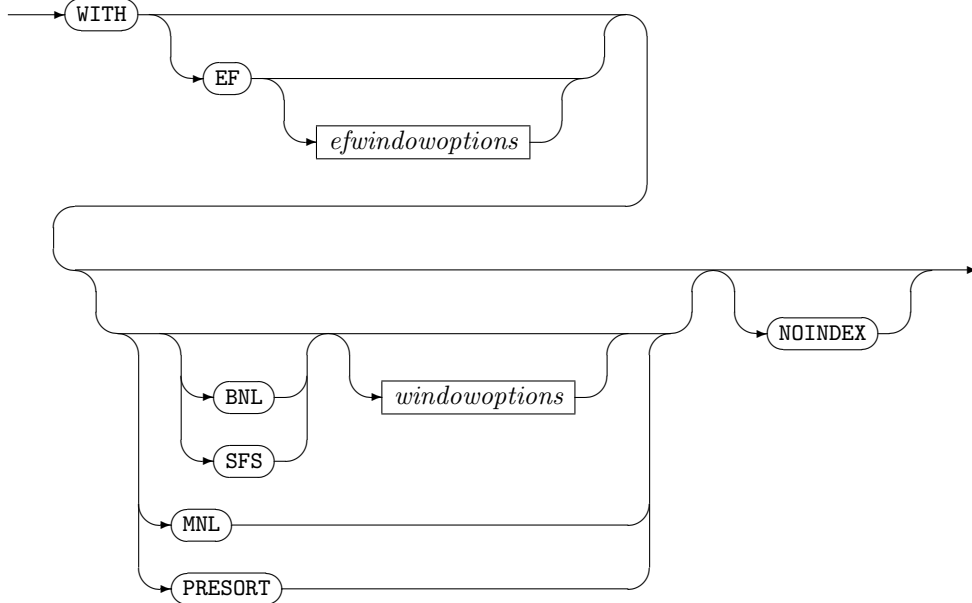 WITH
EF
efwindowoptions
NOINDEX
BNL
windowoptions
SFS
MNL
PRESORT